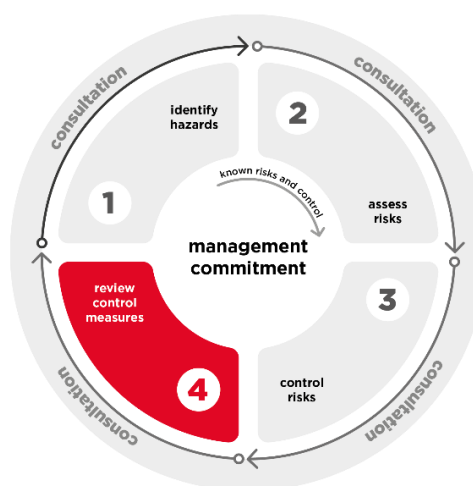 consultation
consultation
identify
hazards
2
known risks and control
1
assess
risks
management
commitment
review
control
measures
3
4
control
risks
consultation
consultation